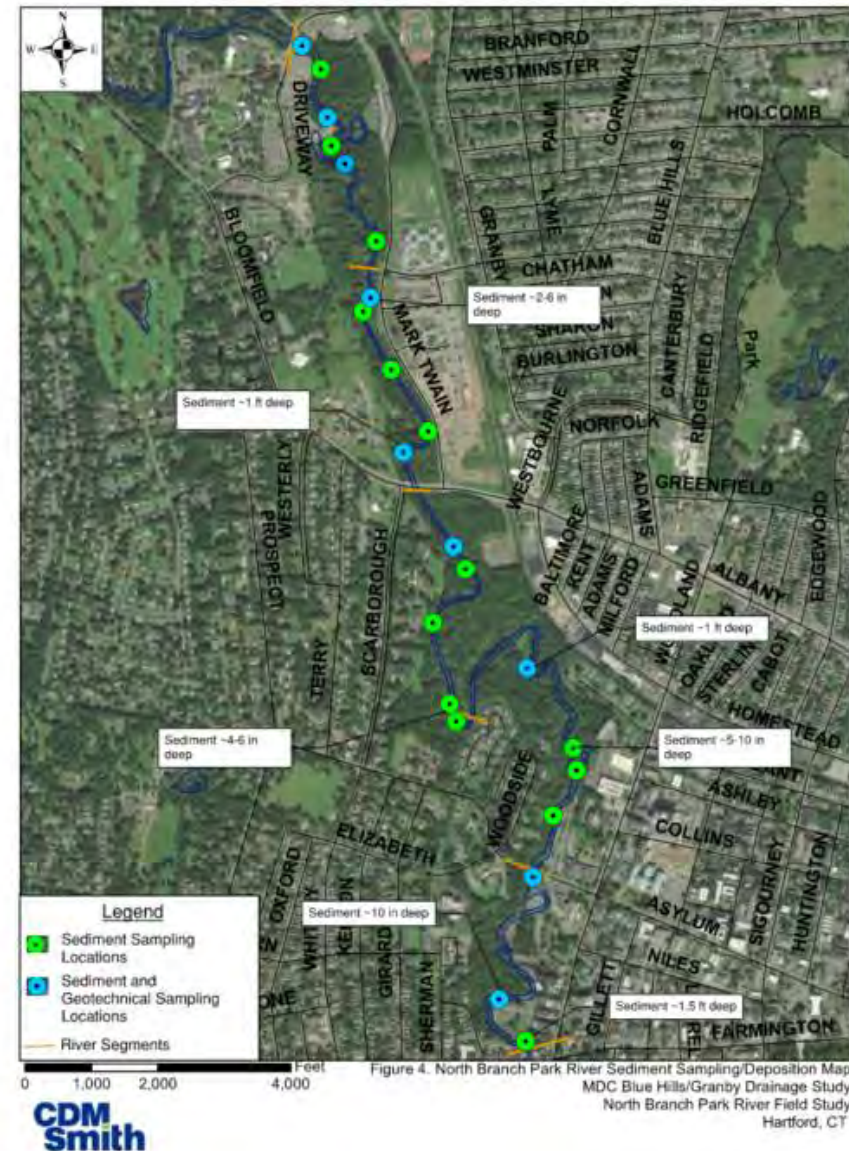 N
W E
S
BRANFORD
WESTMINSTER
PALM
CORNWALL
HOLCOMB
DRIVEWAY
LYME
BLUE HILLS
GRANBY
BLOOMFIELD
CHATHAM
Sediment ~2-6 in
deep
N
SHARON
CANTERBURY
Park
MARK TWAIN
BURLINGTON
RIDGEFIELD
Sediment ~1 ft deep
NORFOLK
WESTBOURNE
ADAMS
GREENFIELD
WESTERLY
PROSPECT
SCARBOROUGH
BALTIMORE
KENT
ADAMS
MILFORD
ALBANY
EDGEWOOD
Sediment ~1 ft deep
TERRY
STERLIN
CABOT
Sediment ~4-6 in
deep
HOMESTEAD
Sediment ~5-10 in
deep
ANT
ASHLEY
WOODSIDE
COLLINS
ELIZABETH
SIGOURNEY
HUNTINGTON
OXFORD
WHIT Y
GIRARD
ASYLUM
Sediment ~10 in deep
NILES
SHERMAN
GILLETT
Sediment ~1.5 ft deep
L
REL
FARMINGTON
EN
ONE
Legend
Sediment Sampling
Locations
Sediment and
Geotechnical Sampling
Locations
River Segments
Feet
0 1,000 2,000 4,000
Figure 4. North Branch Park River Sediment Sampling/Deposition Map
MDC Blue Hills/Granby Drainage Study
North Branch Park River Field Study
Hartford, CT
CDM
Smith